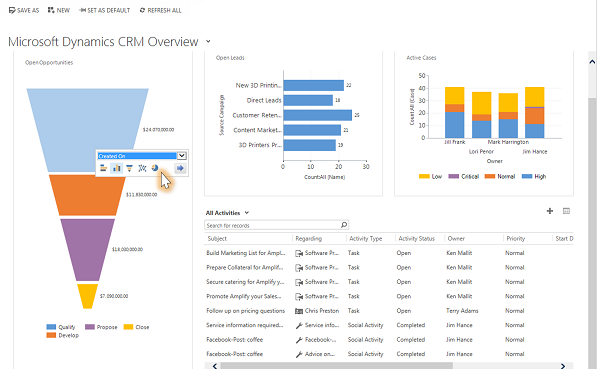 SAVE AS NEW SET AS DEFAULT REFRESH ALL
Microsoft Dynamics CRM Overview
Open Opportunities
$24,070,000.00
Created On
$11,830,000.00
$18,030,000.00
$7,090,000.00
Qualify Propose Close
Develop
Open Leads
Source Campaign
New 3D Printin... 22
Direct Leads 18
Customer Reten... 25
Content Market... 21
3D Printers Pr... 19
0 10 20 30
CountAll (Name)
Active Cases
CountAll (Case)
50
40
30
20
10
0
Jill Frank Mark Harrington
Lori Penor Jim Hance
Owner
Low Critical Normal High
All Activities
Search for records
Subject Regarding Activity Type Activity Status Owner Priority Start D
Build Marketing List for Ampl... Software Pr... Task Open Ken Mallit Normal
Prepare Collateral for Amplify... Software Pr... Task Open Ken Mallit Normal
Secure catering for Amplify y... Software Pr... Task Open Ken Mallit Normal
Promote Amplify your Sales... Software Pr... Task Open Ken Mallit Normal
Follow up on pricing questions Chris Preston Task Open Terry Adams Normal
Service information required... Service info... Social Activity Completed Jim Hance Normal
Facebook-Post: coffee Facebook-... Social Activity Completed Jim Hance Normal
Facebook-Post: coffee Advice on... Social Activity Completed Jim Hance Normal